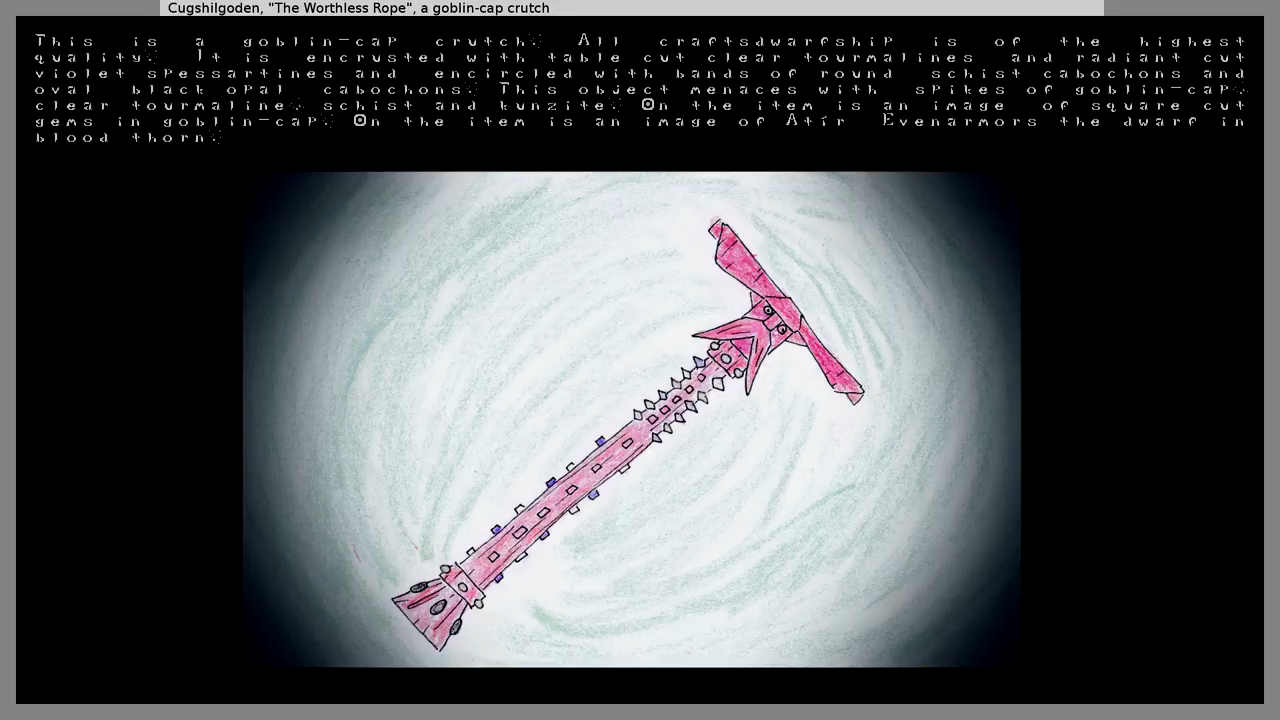 Cugshilgoden, "The Worthless Rope", a goblin-cap crutch
This is a goblin-cap crutch. All craftsdwarfship is of the highest
quality. It is encrusted with table cut clear tourmalines and radiant cut
violet spessartines and encircled with bands of round schist cabochons and
oval black opal cabochons. This object menaces with spikes of goblin-cap,
clear tourmaline, schist and kunzite. On the item is an image of square cut
gems in goblin-cap. On the item is an image of Atír Evenarmors the dwarf in
blood thorn.